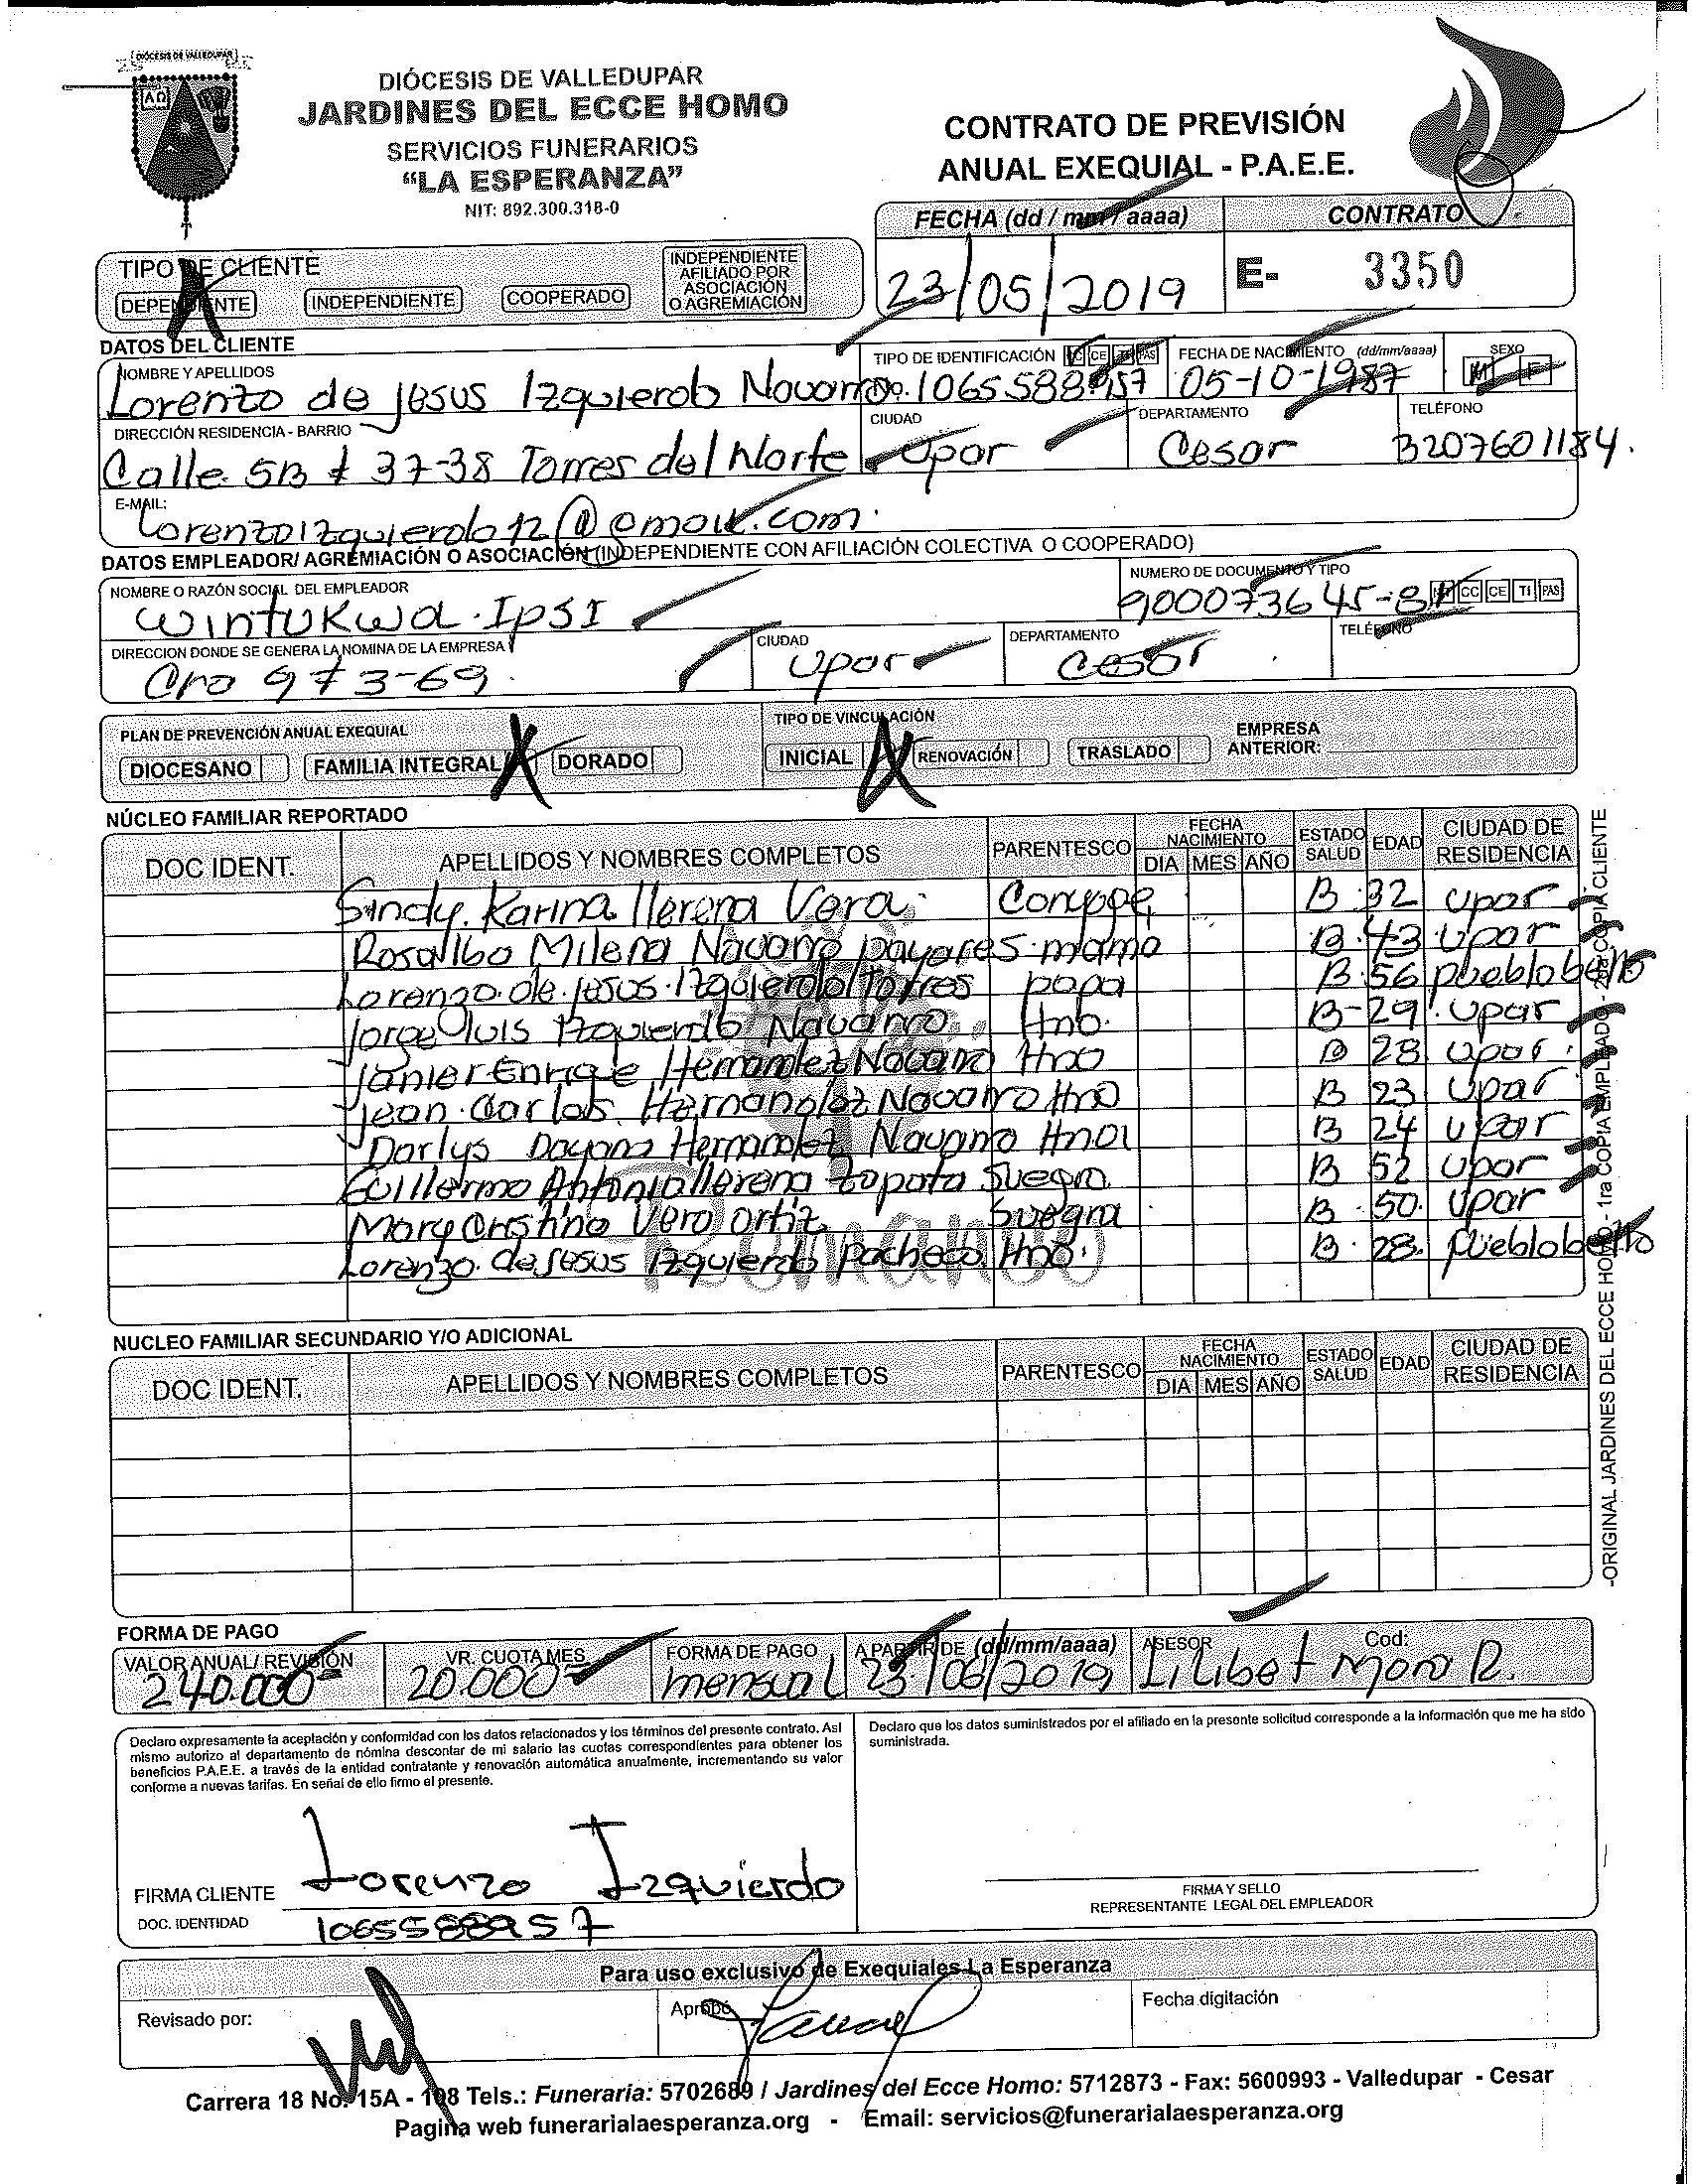 DIÓCESIS DE VALLEDUPAR
DIÓCESIS DE VALLEDUPAR
JARDINES DEL ECCE HOMO
SERVICIOS FUNERARIOS
“LA ESPERANZA”
NIT: 892.300.318-0
CONTRATO DE PREVISIÓN
ANUAL EXEQUIAL - P.A.E.E.
FECHA (dd / mm / aaaa) CONTRATO
23/05/2019 E- 3350
TIPO DE CLIENTE
DEPENDIENTE INDEPENDIENTE COOPERADO INDEPENDIENTE AFILIADO POR ASOCIACIÓN O AGREMIACIÓN
DATOS DEL CLIENTE
NOMBRE Y APELLIDOS TIPO DE IDENTIFICACIÓN CC CE TI PAS FECHA DE NACIMIENTO (dd/mm/aaaa) SEXO M F
Lorenzo de Jesus Izquierdo Navarro No. 1065588957 05-10-1987
DIRECCIÓN RESIDENCIA - BARRIO CIUDAD DEPARTAMENTO TELÉFONO
Calle 5B # 37-38 Torres del Norte Upar Cesar 3207601184.
E-MAIL:
Lorenzoizquierdo12@gmail.com.
DATOS EMPLEADOR/ AGREMIACIÓN O ASOCIACIÓN (INDEPENDIENTE CON AFILIACIÓN COLECTIVA O COOPERADO)
NOMBRE O RAZÓN SOCIAL DEL EMPLEADOR NUMERO DE DOCUMENTO Y TIPO
Wintukwa IPSI CC CE TI PAS
DIRECCION DONDE SE GENERA LA NOMINA DE LA EMPRESA CIUDAD DEPARTAMENTO TELÉFONO
Cra 9 # 3-69. Upar Cesar
PLAN DE PREVENCIÓN ANUAL EXEQUIAL TIPO DE VINCULACIÓN EMPRESA
DIOCESANO FAMILIA INTEGRAL X DORADO INICIAL X RENOVACIÓN TRASLADO ANTERIOR:
NÚCLEO FAMILIAR REPORTADO
DOC IDENT. APELLIDOS Y NOMBRES COMPLETOS PARENTESCO FECHA NACIMIENTO DIA MES AÑO ESTADO SALUD EDAD CIUDAD DE RESIDENCIA
Sindy Karina Llerena Vera Conyuge B 32 Upar
Rosalba Milena Navarro payares mama B 43 Upar
Lorenzo de Jesus Izquierdo Torres papa B 56 pueblobello
Jorge Luis Izquierdo Navarro Hno. B 29 Upar
Janier Enrique Hernandez Navarro Hno B 28 Upar
Jean Carlos Hernandez Navarro Hno B 23 Upar
Darlys Dayana Hernandez Navarro Hna B 24 Upar
Guillermo Antonio llerena Zapata Suegro B 52 Upar
Mary Cristina Vera Ortiz Suegra B 50 Upar
Lorenzo de Jesus Izquierdo Pacheco Hno. B 28 Pueblobello
NUCLEO FAMILIAR SECUNDARIO Y/O ADICIONAL
DOC IDENT. APELLIDOS Y NOMBRES COMPLETOS PARENTESCO FECHA NACIMIENTO DIA MES AÑO ESTADO SALUD EDAD CIUDAD DE RESIDENCIA
-ORIGINAL JARDINES DEL ECCE HOMO - 1ra COPIA EMPLEADO - 2da COPIA CLIENTE
FORMA DE PAGO
VALOR ANUAL/ REVISIÓN VR. CUOTA MES FORMA DE PAGO A PARTIR DE (dd/mm/aaaa) ASESOR Cod:
240.000 20.000 mensual 23/06/2019 Lilibet Mora R.
Declaro expresamente la aceptación y conformidad con los datos relacionados y los términos del presente contrato. Asi
mismo autorizo al departamento de nómina descontar de mi salario las cuotas correspondientes para obtener los
beneficios P.A.E.E. a través de la entidad contratante y renovación automática anualmente, incrementando su valor
conforme a nuevas tarifas. En señal de ello firmo el presente.
Declaro que los datos suministrados por el afiliado en la presente solicitud corresponde a la información que me ha sido
suministrada.
FIRMA CLIENTE Lorenzo Izquierdo
DOC. IDENTIDAD 1065588957
FIRMA Y SELLO
REPRESENTANTE LEGAL DEL EMPLEADOR
Para uso exclusivo de Exequiales La Esperanza
Revisado por: Aprobó Fecha digitación
Carrera 18 No. 15A - 108 Tels.: Funeraria: 5702689 / Jardines del Ecce Homo: 5712873 - Fax: 5600993 - Valledupar - Cesar
Pagina web funerarialaesperanza.org - Email: servicios@funerarialaesperanza.org